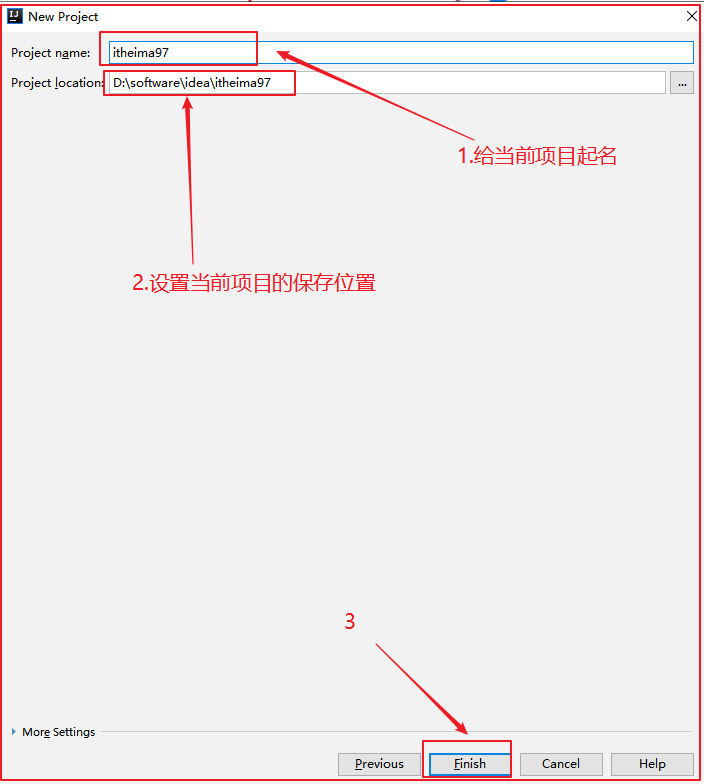 New Project
Project name: itheima97
Project location: D:\software\idea\itheima97 ...
1.给当前项目起名
2.设置当前项目的保存位置
3
More Settings
Previous Finish Cancel Help